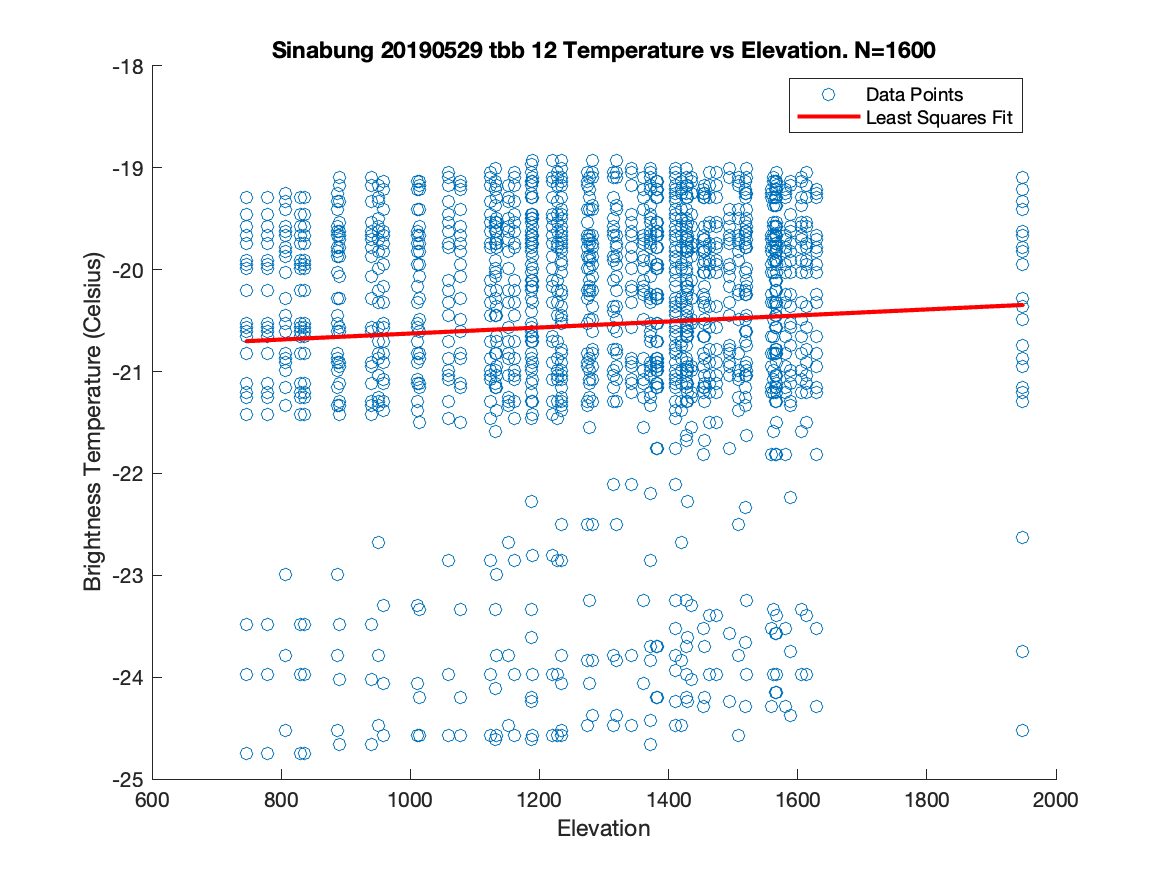 Sinabung 20190529 tbb 12 Temperature vs Elevation. N=1600
Data Points
Least Squares Fit
-18
-19
-20
-21
-22
-23
-24
-25
Brightness Temperature (Celsius)
600 800 1000 1200 1400 1600 1800 2000
Elevation